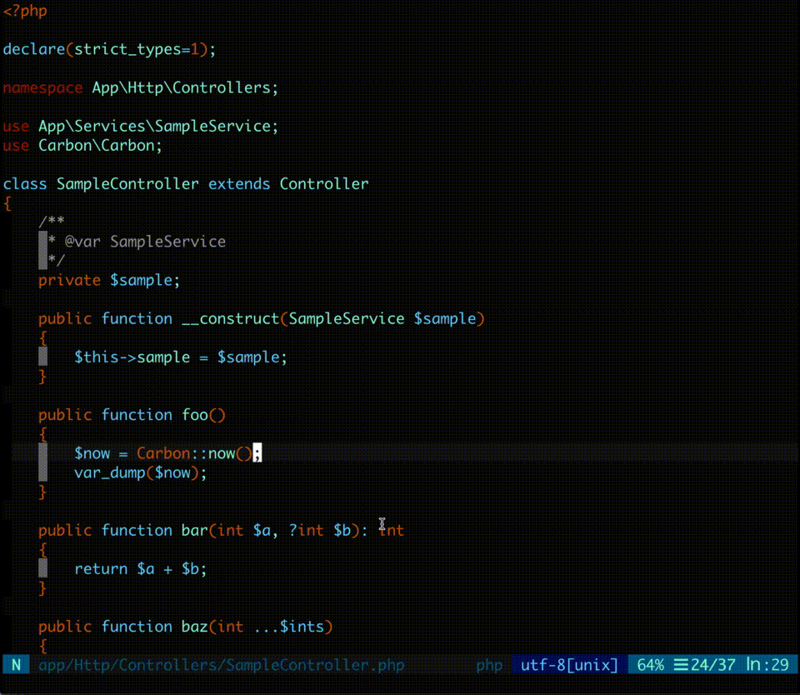 <?php
declare(strict_types=1);
namespace App\Http\Controllers;
use App\Services\SampleService;
use Carbon\Carbon;
class SampleController extends Controller
{
    /**
    * @var SampleService
    */
    private $sample;
    public function __construct(SampleService $sample)
    {
        $this->sample = $sample;
    }
    public function foo()
    {
        $now = Carbon::now();
        var_dump($now);
    }
    public function bar(int $a, ?int $b): int
    {
        return $a + $b;
    }
    public function baz(int ...$ints)
    {
N app/Http/Controllers/SampleController.php php utf-8[unix] 64% ☰24/37 ln:29